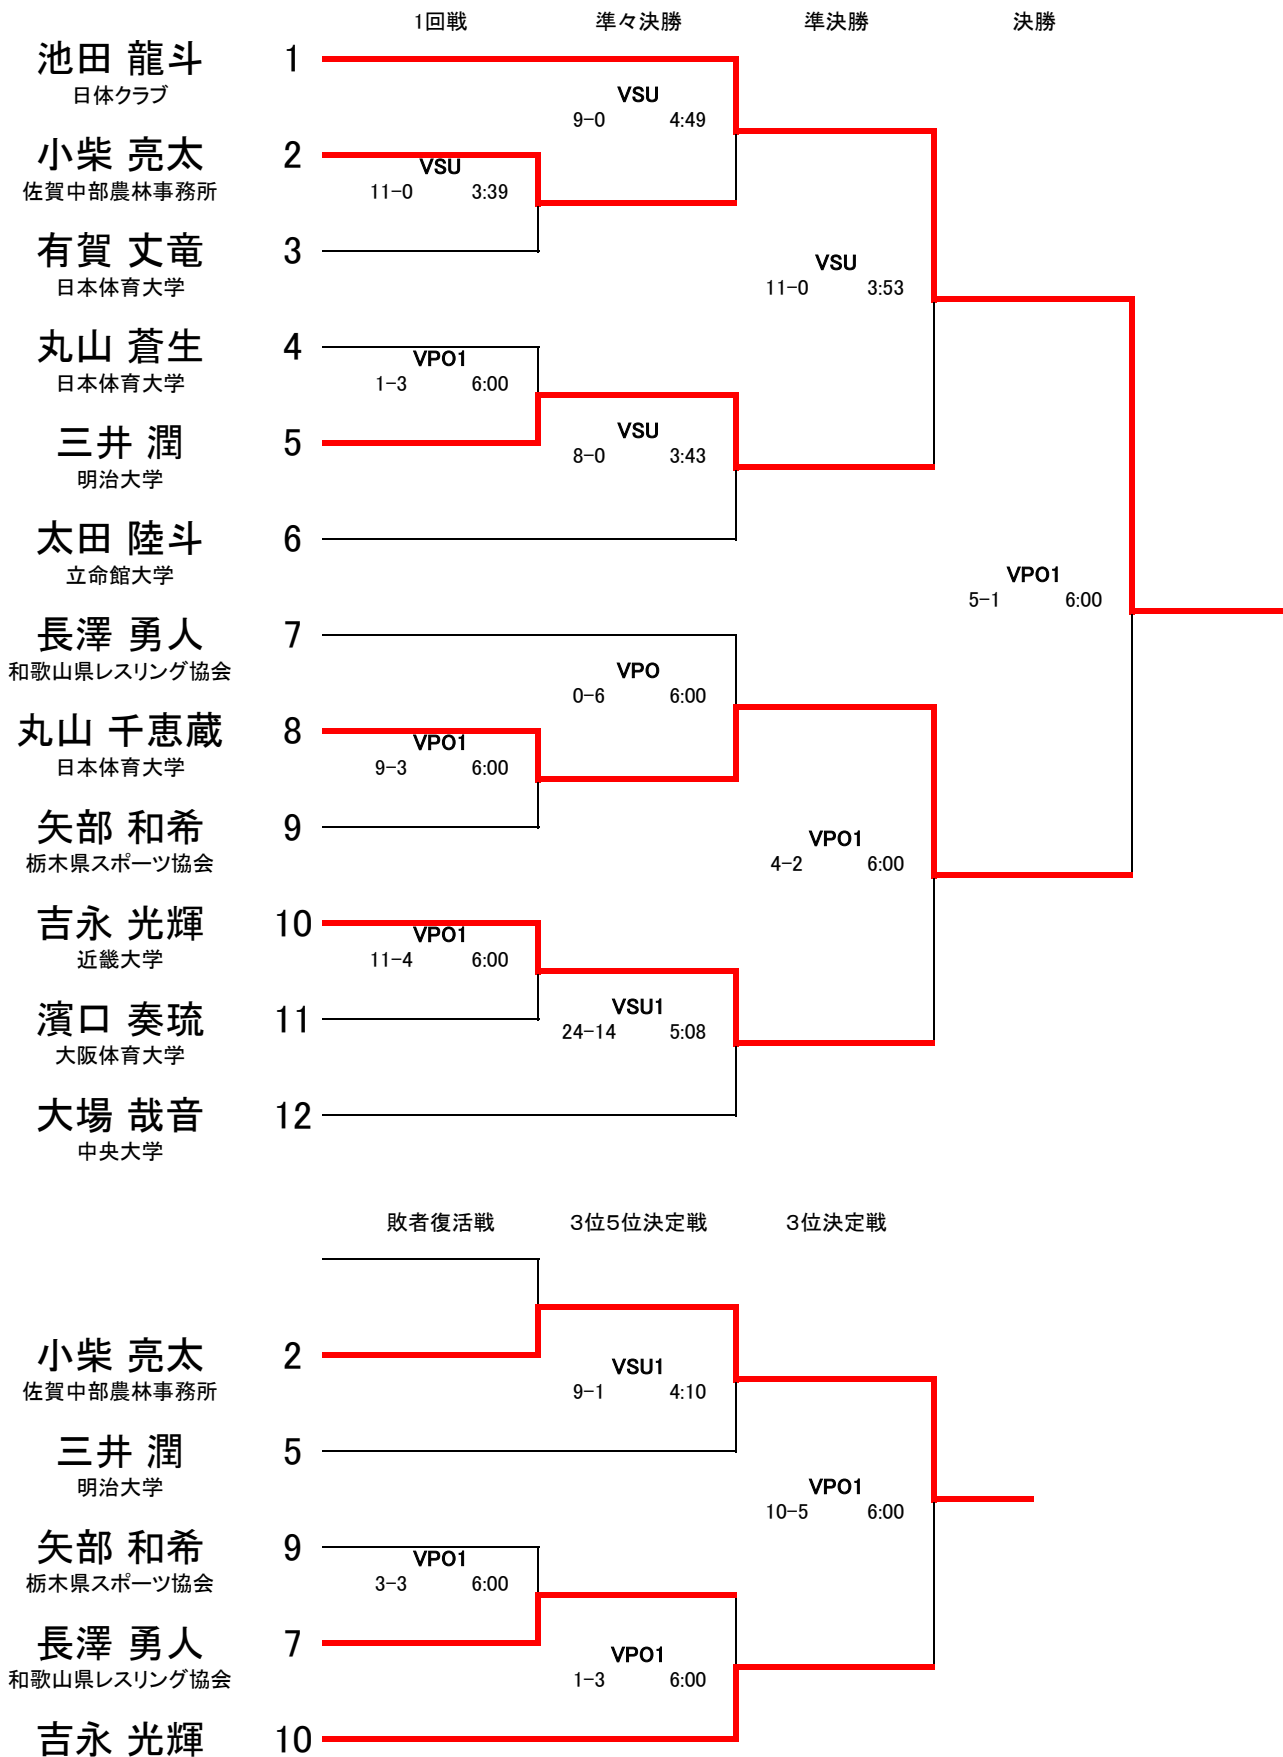 1回戦 準々決勝 準決勝 決勝
池田 龍斗 1
日体クラブ
VSU
9-0 4:49
小柴 亮太 2
佐賀中部農林事務所
VSU
11-0 3:39
有賀 丈竜 3
日本体育大学
VSU
11-0 3:53
丸山 蒼生 4
日本体育大学
VPO1
1-3 6:00
三井 潤 5
明治大学
VSU
8-0 3:43
太田 陸斗 6
立命館大学
VPO1
5-1 6:00
長澤 勇人 7
和歌山県レスリング協会
VPO
0-6 6:00
丸山 千恵蔵 8
日本体育大学
VPO1
9-3 6:00
矢部 和希 9
栃木県スポーツ協会
VPO1
4-2 6:00
吉永 光輝 10
近畿大学
VPO1
11-4 6:00
濱口 奏琉 11
大阪体育大学
VSU1
24-14 5:08
大場 哉音 12
中央大学
敗者復活戦 3位5位決定戦 3位決定戦
小柴 亮太 2
佐賀中部農林事務所
VSU1
9-1 4:10
三井 潤 5
明治大学
VPO1
10-5 6:00
矢部 和希 9
栃木県スポーツ協会
VPO1
3-3 6:00
長澤 勇人 7
和歌山県レスリング協会
VPO1
1-3 6:00
吉永 光輝 10